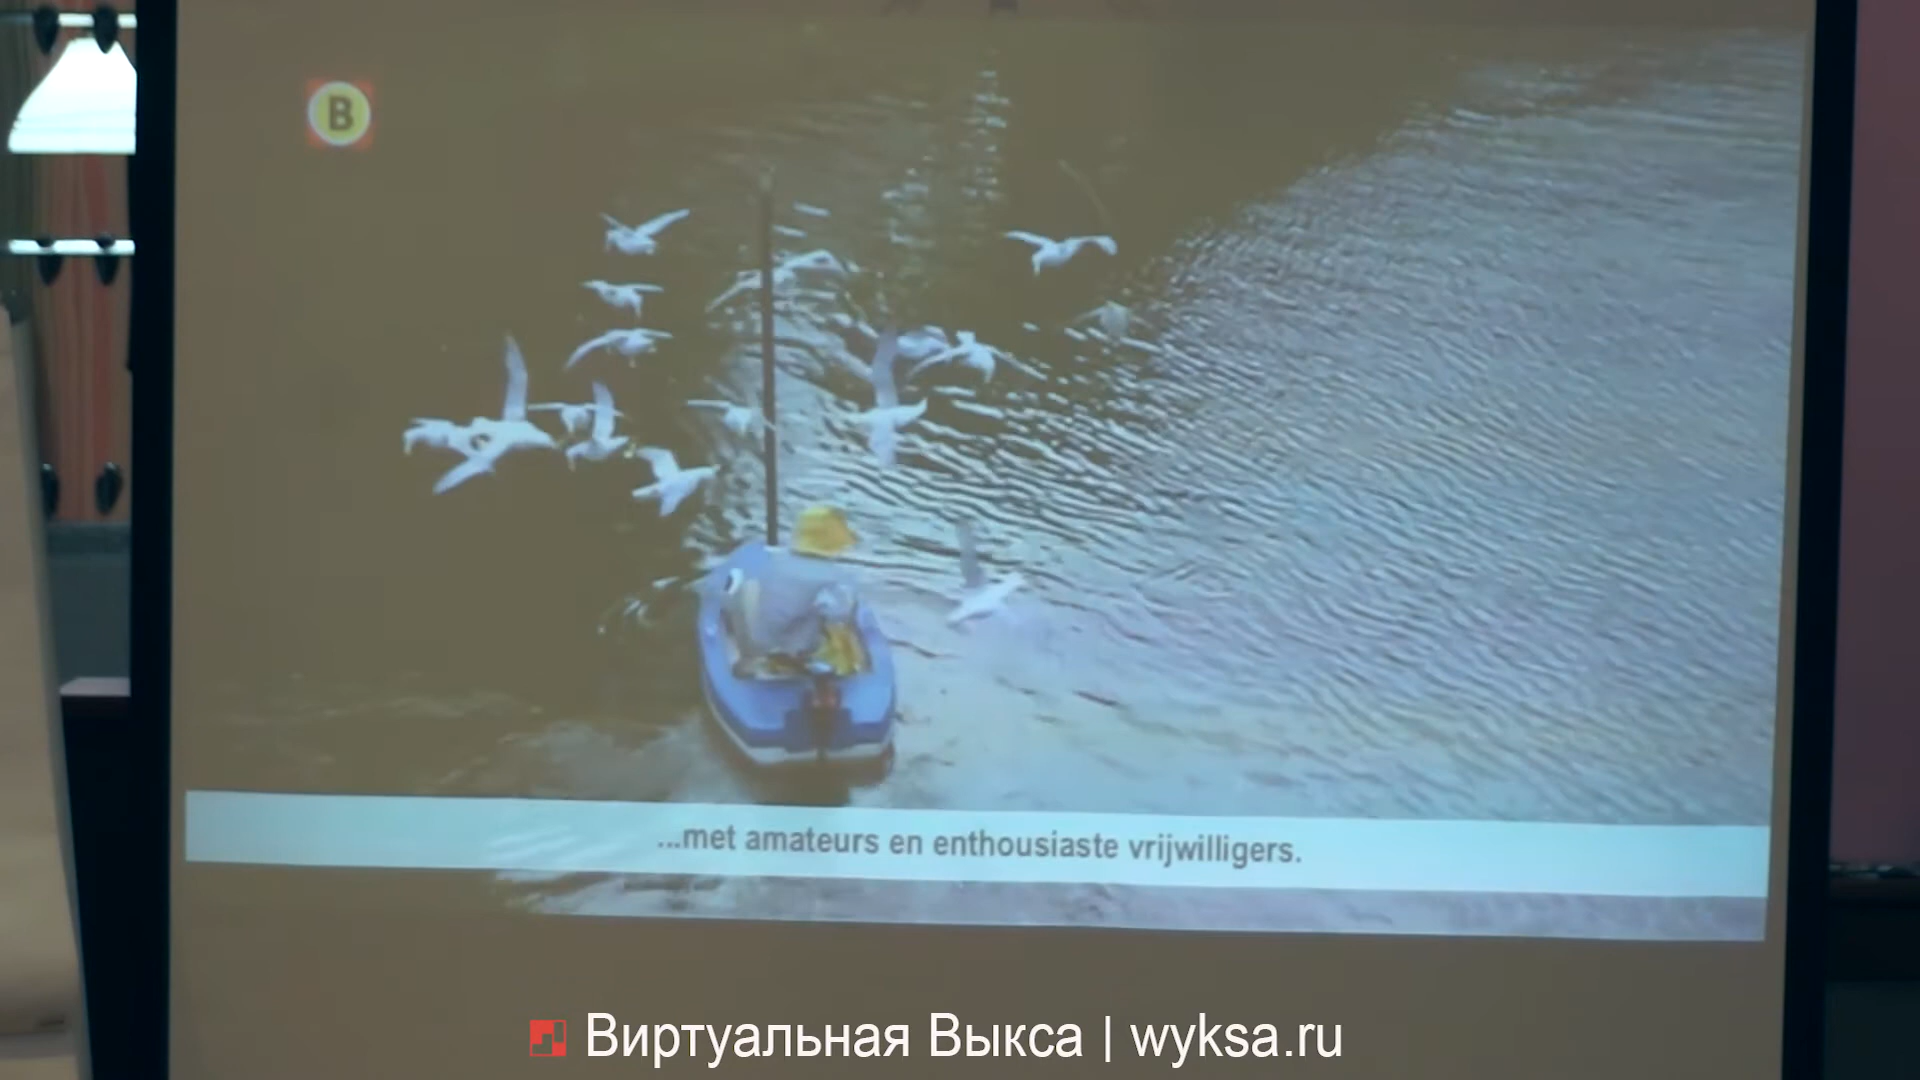 B
...met amateurs en enthousiaste vrijwilligers.
Виртуальная Выкса | wyksa.ru